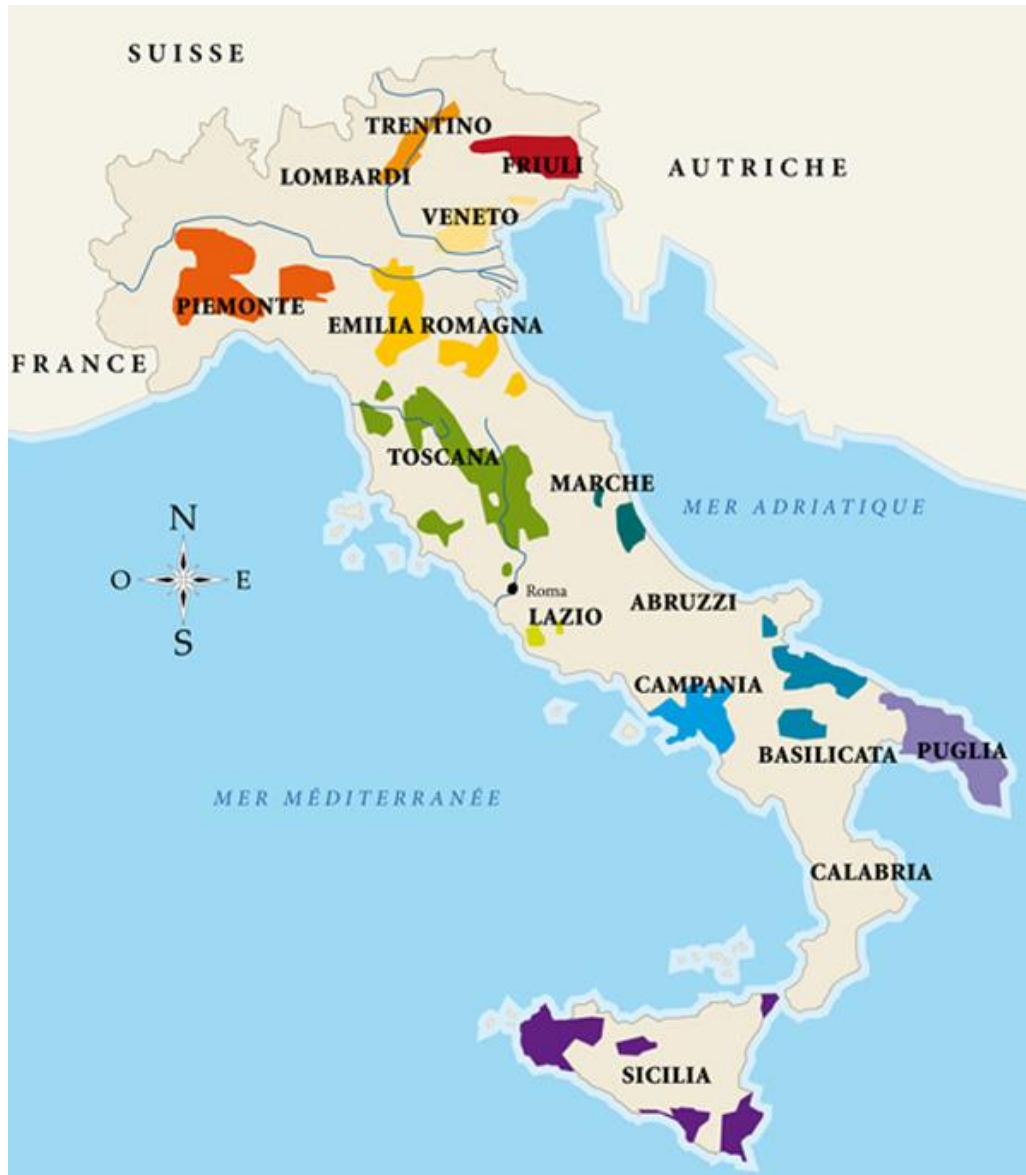 SUISSE
TRENTINO
FRIULI
AUTRICHE
LOMBARDI
VENETO
PIEMONTE
EMILIA ROMAGNA
FRANCE
TOSCANA
MARCHE
MER ADRIATIQUE
N
O
E
S
Roma
LAZIO
ABRUZZI
CAMPANIA
BASILICATA
PUGLIA
MER MÉDITERRANÉE
CALABRIA
SICILIA